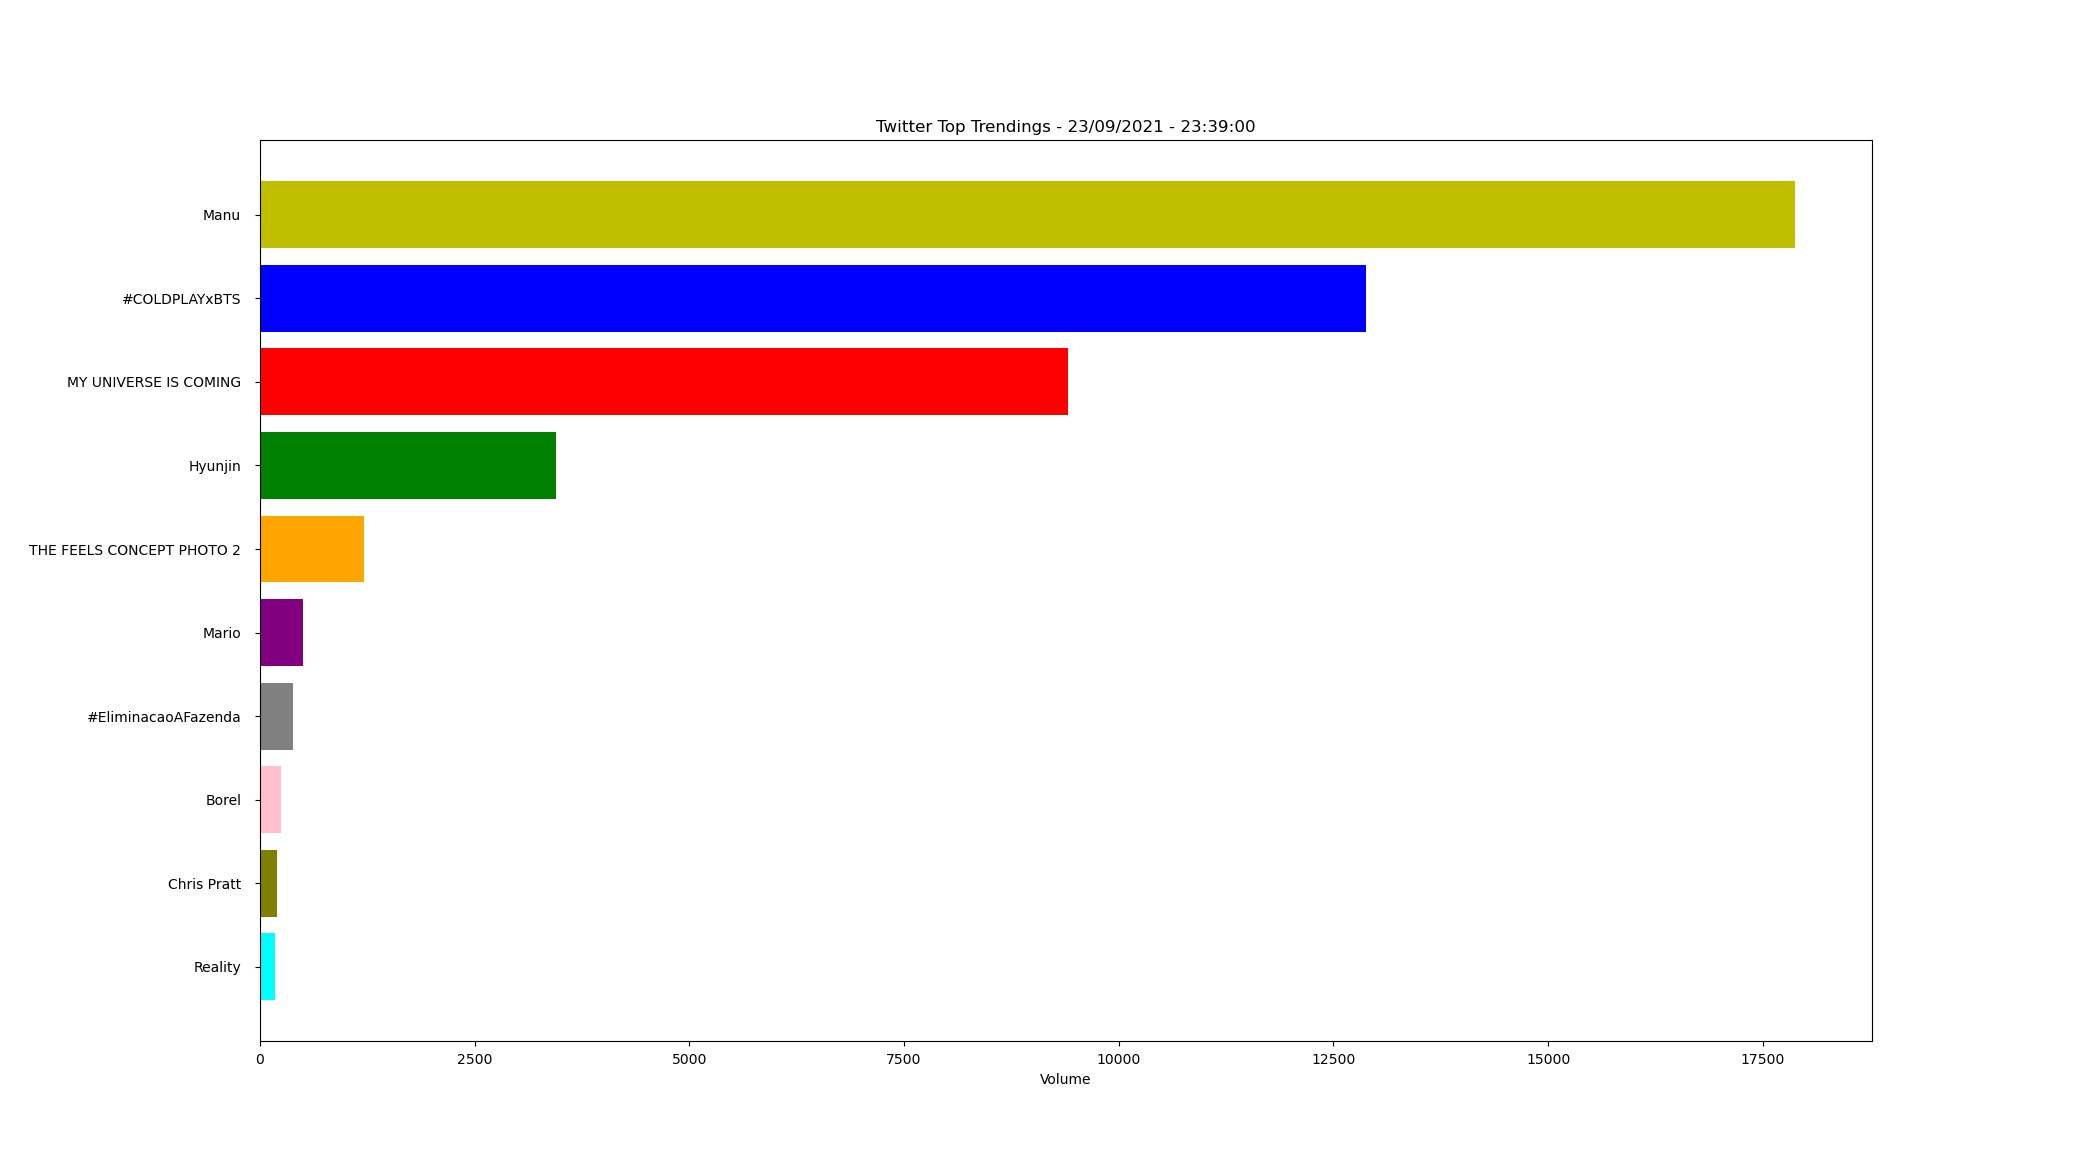 Twitter Top Trendings - 23/09/2021 - 23:39:00
Manu
#COLDPLAYxBTS
MY UNIVERSE IS COMING
Hyunjin
THE FEELS CONCEPT PHOTO 2
Mario
#EliminacaoAFazenda
Borel
Chris Pratt
Reality
0 2500 5000 7500 10000 12500 15000 17500
Volume